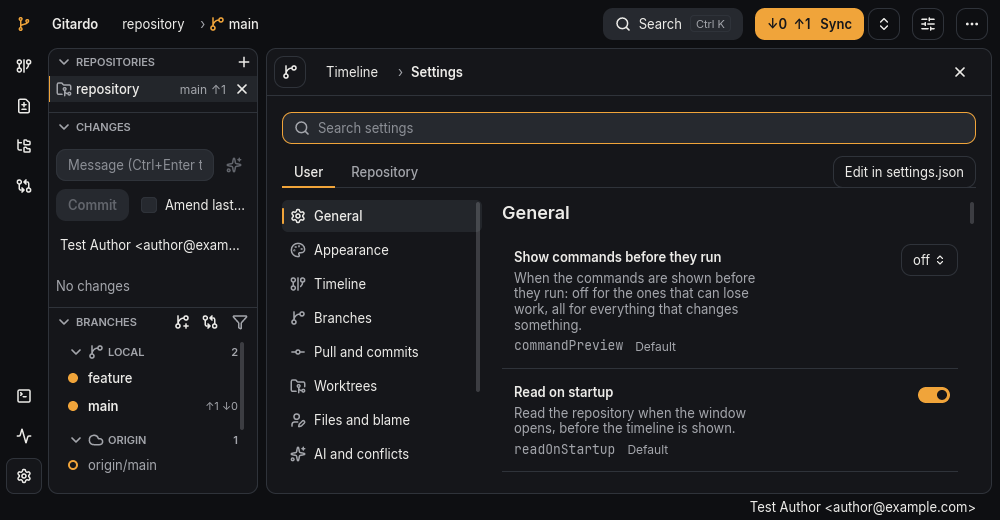 Gitardo repository › main Search Ctrl K ↓0 ↑1 Sync
REPOSITORIES
repository main ↑1
CHANGES
Message (Ctrl+Enter t
Commit Amend last...
Test Author <author@exam...
No changes
BRANCHES
LOCAL 2
feature
main ↑1 ↓0
ORIGIN 1
origin/main
Timeline › Settings
Search settings
User Repository Edit in settings.json
General
Appearance
Timeline
Branches
Pull and commits
Worktrees
Files and blame
AI and conflicts
General
Show commands before they run off
When the commands are shown before
they run: off for the ones that can lose
work, all for everything that changes
something.
commandPreview Default
Read on startup
Read the repository when the window
opens, before the timeline is shown.
readOnStartup Default
Test Author <author@example.com>